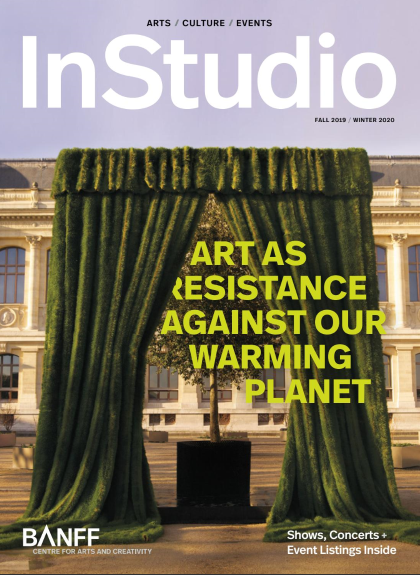 ARTS / CULTURE / EVENTS
InStudio
FALL 2019 / WINTER 2020
ART AS
RESISTANCE
AGAINST OUR
WARMING
PLANET
BANFF
CENTRE FOR ARTS AND CREATIVITY
Shows, Concerts +
Event Listings Inside